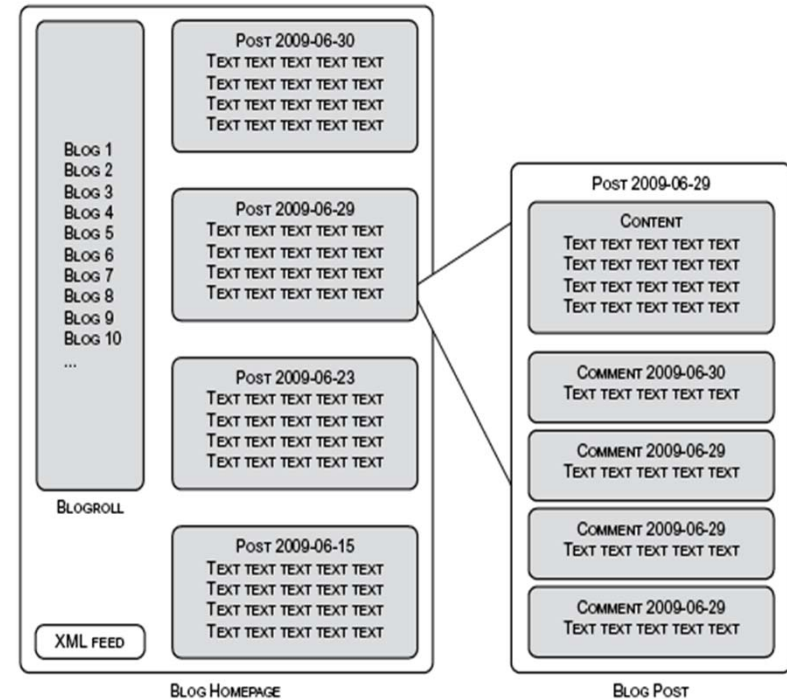 BLOG 1
BLOG 2
BLOG 3
BLOG 4
BLOG 5
BLOG 6
BLOG 7
BLOG 8
BLOG 9
BLOG 10
...
BLOGROLL
XML FEED
POST 2009-06-30
TEXT TEXT TEXT TEXT TEXT
TEXT TEXT TEXT TEXT TEXT
TEXT TEXT TEXT TEXT TEXT
TEXT TEXT TEXT TEXT TEXT
POST 2009-06-29
TEXT TEXT TEXT TEXT TEXT
TEXT TEXT TEXT TEXT TEXT
TEXT TEXT TEXT TEXT TEXT
TEXT TEXT TEXT TEXT TEXT
POST 2009-06-23
TEXT TEXT TEXT TEXT TEXT
TEXT TEXT TEXT TEXT TEXT
TEXT TEXT TEXT TEXT TEXT
TEXT TEXT TEXT TEXT TEXT
POST 2009-06-15
TEXT TEXT TEXT TEXT TEXT
TEXT TEXT TEXT TEXT TEXT
TEXT TEXT TEXT TEXT TEXT
TEXT TEXT TEXT TEXT TEXT
BLOG HOMEPAGE
POST 2009-06-29
CONTENT
TEXT TEXT TEXT TEXT TEXT
TEXT TEXT TEXT TEXT TEXT
TEXT TEXT TEXT TEXT TEXT
TEXT TEXT TEXT TEXT TEXT
COMMENT 2009-06-30
TEXT TEXT TEXT TEXT TEXT
COMMENT 2009-06-29
TEXT TEXT TEXT TEXT TEXT
COMMENT 2009-06-29
TEXT TEXT TEXT TEXT TEXT
COMMENT 2009-06-29
TEXT TEXT TEXT TEXT TEXT
BLOG POST